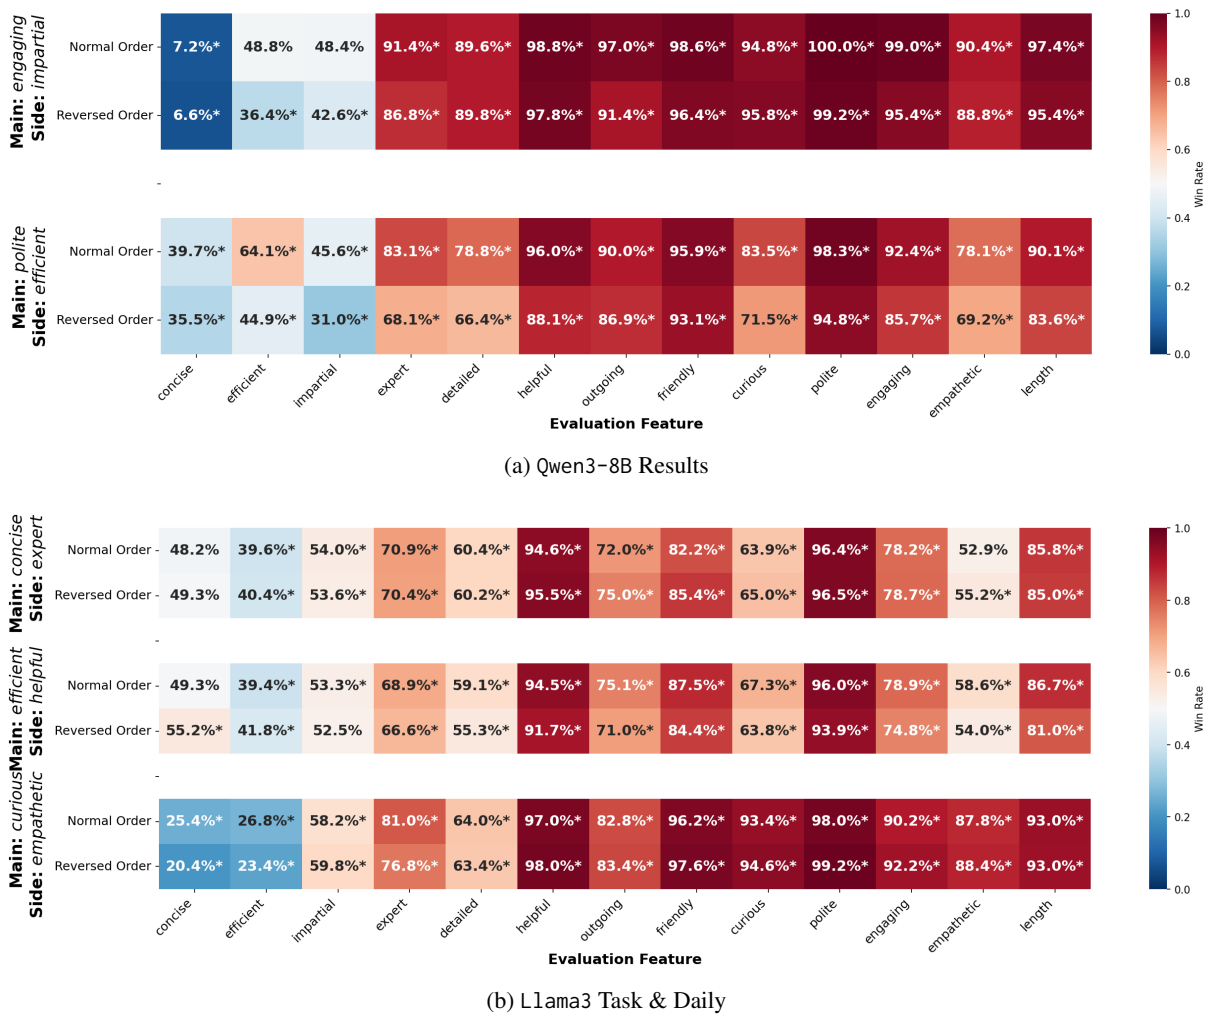 Main: engaging
Side: impartial
Normal Order 7.2%* 48.8% 48.4% 91.4%* 89.6%* 98.8%* 97.0%* 98.6%* 94.8%* 100.0%* 99.0%* 90.4%* 97.4%*
Reversed Order 6.6%* 36.4%* 42.6%* 86.8%* 89.8%* 97.8%* 91.4%* 96.4%* 95.8%* 99.2%* 95.4%* 88.8%* 95.4%*
Main: polite
Side: efficient
Normal Order 39.7%* 64.1%* 45.6%* 83.1%* 78.8%* 96.0%* 90.0%* 95.9%* 83.5%* 98.3%* 92.4%* 78.1%* 90.1%*
Reversed Order 35.5%* 44.9%* 31.0%* 68.1%* 66.4%* 88.1%* 86.9%* 93.1%* 71.5%* 94.8%* 85.7%* 69.2%* 83.6%*
concise efficient impartial expert detailed helpful outgoing friendly curious polite engaging empathetic length
Evaluation Feature
1.0
0.8
0.6
0.4
0.2
0.0
Win Rate
(a) Qwen3-8B Results
Main: concise
Side: expert
Normal Order 48.2% 39.6%* 54.0%* 70.9%* 60.4%* 94.6%* 72.0%* 82.2%* 63.9%* 96.4%* 78.2%* 52.9% 85.8%*
Reversed Order 49.3% 40.4%* 53.6%* 70.4%* 60.2%* 95.5%* 75.0%* 85.4%* 65.0%* 96.5%* 78.7%* 55.2%* 85.0%*
Main: efficient
Side: helpful
Normal Order 49.3% 39.4%* 53.3%* 68.9%* 59.1%* 94.5%* 75.1%* 87.5%* 67.3%* 96.0%* 78.9%* 58.6%* 86.7%*
Reversed Order 55.2%* 41.8%* 52.5% 66.6%* 55.3%* 91.7%* 71.0%* 84.4%* 63.8%* 93.9%* 74.8%* 54.0%* 81.0%*
Main: curious
Side: empathetic
Normal Order 25.4%* 26.8%* 58.2%* 81.0%* 64.0%* 97.0%* 82.8%* 96.2%* 93.4%* 98.0%* 90.2%* 87.8%* 93.0%*
Reversed Order 20.4%* 23.4%* 59.8%* 76.8%* 63.4%* 98.0%* 83.4%* 97.6%* 94.6%* 99.2%* 92.2%* 88.4%* 93.0%*
concise efficient impartial expert detailed helpful outgoing friendly curious polite engaging empathetic length
Evaluation Feature
1.0
0.8
0.6
0.4
0.2
0.0
Win Rate
(b) Llama3 Task & Daily